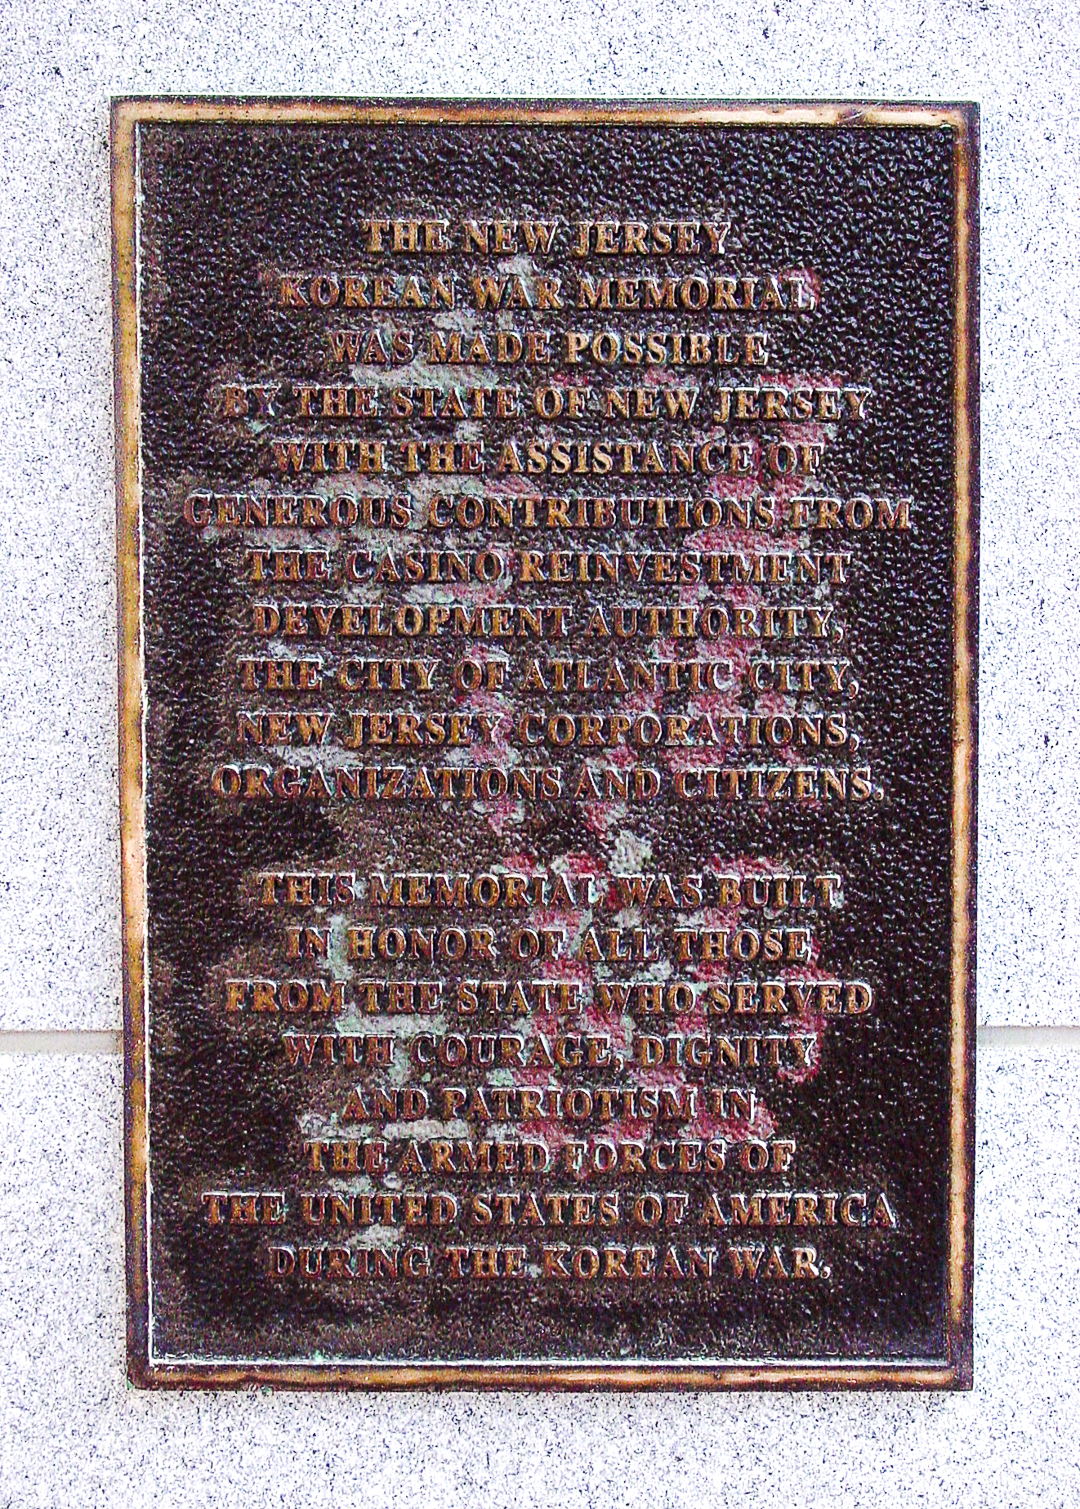 THE NEW JERSEY
KOREAN WAR MEMORIAL
WAS MADE POSSIBLE
BY THE STATE OF NEW JERSEY
WITH THE ASSISTANCE OF
GENEROUS CONTRIBUTIONS FROM
THE CASINO REINVESTMENT
DEVELOPMENT AUTHORITY,
THE CITY OF ATLANTIC CITY,
NEW JERSEY CORPORATIONS,
ORGANIZATIONS AND CITIZENS.
THIS MEMORIAL WAS BUILT
IN HONOR OF ALL THOSE
FROM THE STATE WHO SERVED
WITH COURAGE, DIGNITY
AND PATRIOTISM IN
THE ARMED FORCES OF
THE UNITED STATES OF AMERICA
DURING THE KOREAN WAR.